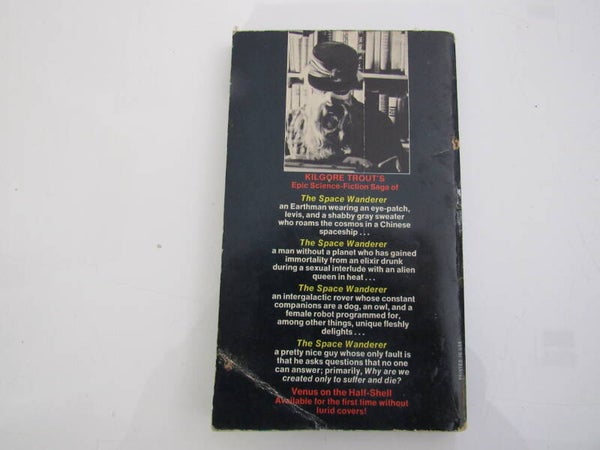 KILGORE TROUT'S
Epic Science-Fiction Saga of
The Space Wanderer
an Earthman wearing an eye-patch,
levis, and a shabby gray sweater
who roams the cosmos in a Chinese
spaceship . . .
The Space Wanderer
a man without a planet who has gained
immortality from an elixir drunk
during a sexual interlude with an alien
queen in heat . . .
The Space Wanderer
an intergalactic rover whose constant
companions are a dog, an owl, and a
female robot programmed for,
among other things, unique fleshly
delights . . .
The Space Wanderer
a pretty nice guy whose only fault is
that he asks questions that no one
can answer; primarily, Why are we
created only to suffer and die?
Venus on the Half-Shell
Available for the first time without
lurid covers!
PRINTED IN USA